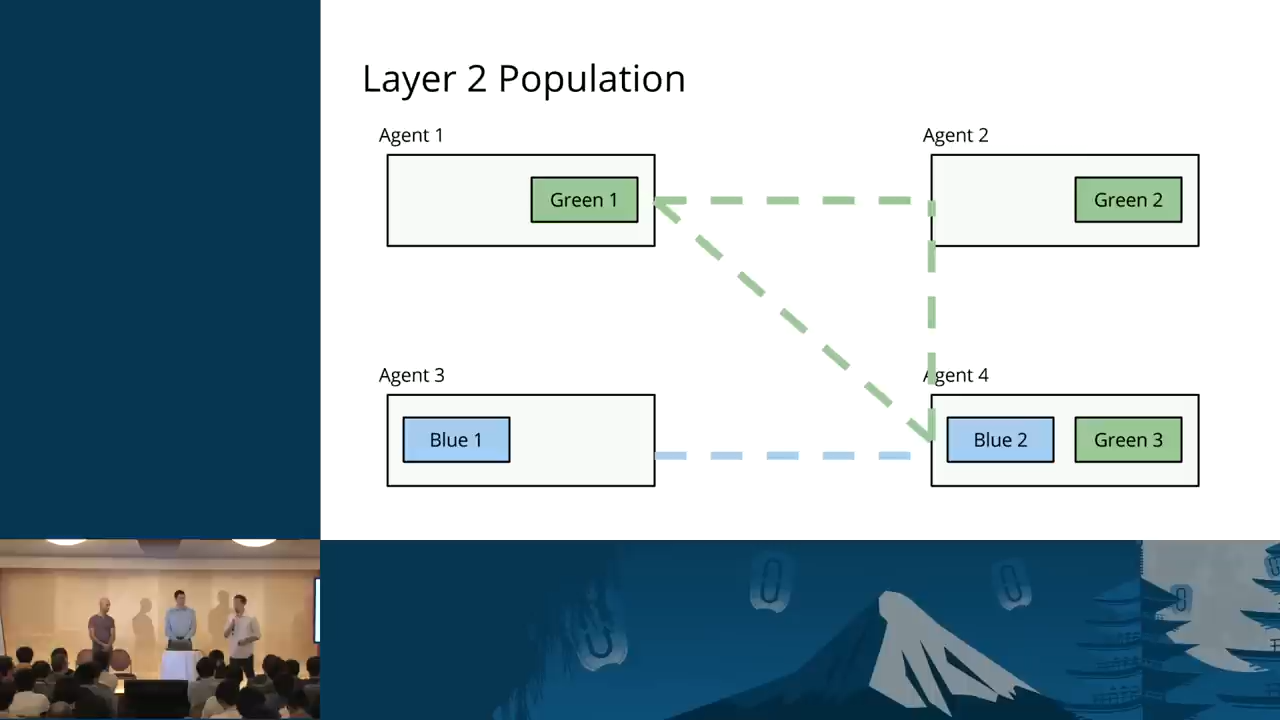 Layer 2 Population
Agent 1
Agent 2
Green 1
Green 2
Agent 3
Agent 4
Blue 1
Blue 2
Green 3